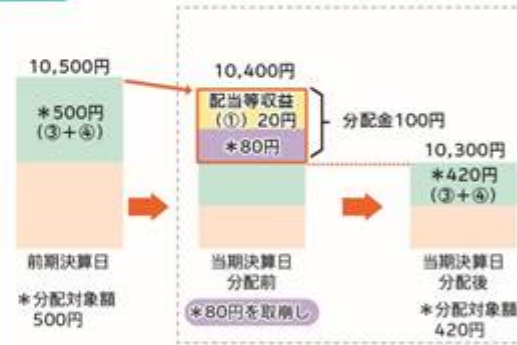 10,500円
*500円
(③+④)
前期決算日
*分配対象額
500円
10,400円
配当等収益
(①) 20円
*80円
分配金100円
当期決算日
分配前
*80円を取崩し
10,300円
*420円
(③+④)
当期決算日
分配後
*分配対象額
420円